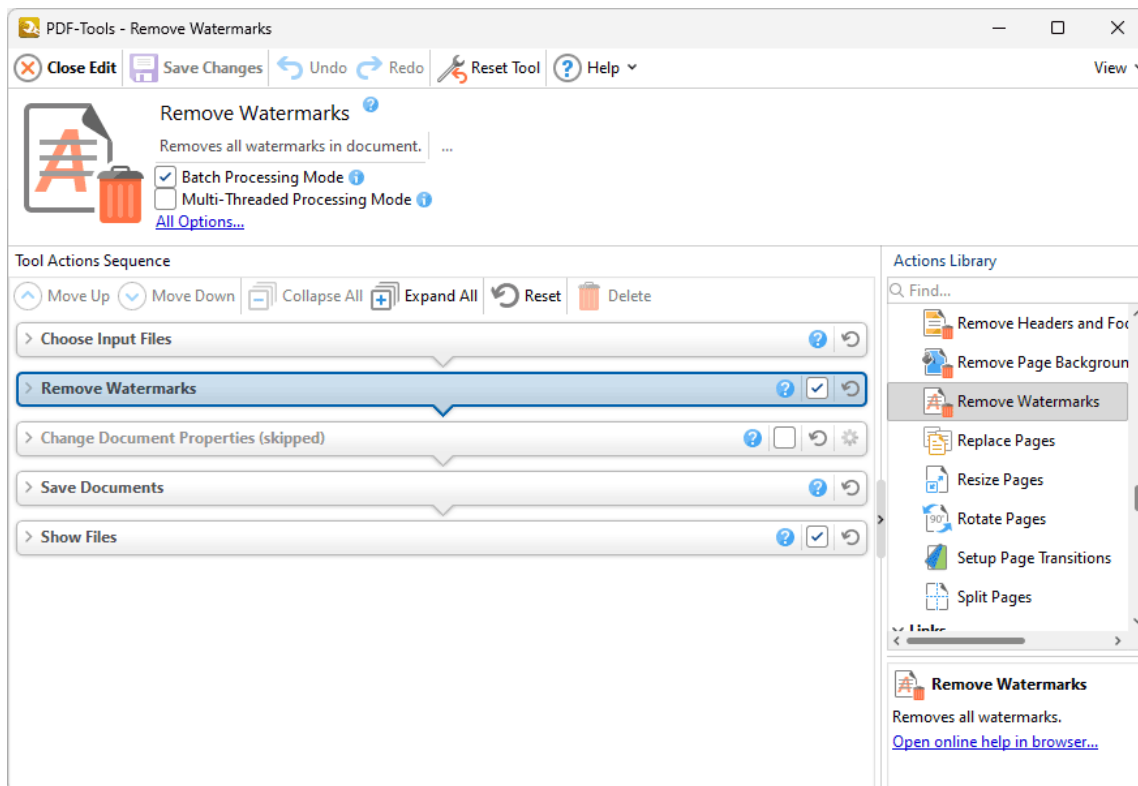 PDF-Tools - Remove Watermarks
Close Edit Save Changes Undo Redo Reset Tool ? Help View
Remove Watermarks ?
Removes all watermarks in document. ...
Batch Processing Mode i
Multi-Threaded Processing Mode i
All Options...
Tool Actions Sequence
Move Up Move Down Collapse All Expand All Reset Delete
Choose Input Files ?
Remove Watermarks ?
Change Document Properties (skipped) ?
Save Documents ?
Show Files ?
Actions Library
Find...
Remove Headers and Foo
Remove Page Backgroun
Remove Watermarks
Replace Pages
Resize Pages
90° Rotate Pages
Setup Page Transitions
Split Pages
Links
Remove Watermarks
Removes all watermarks.
Open online help in browser...